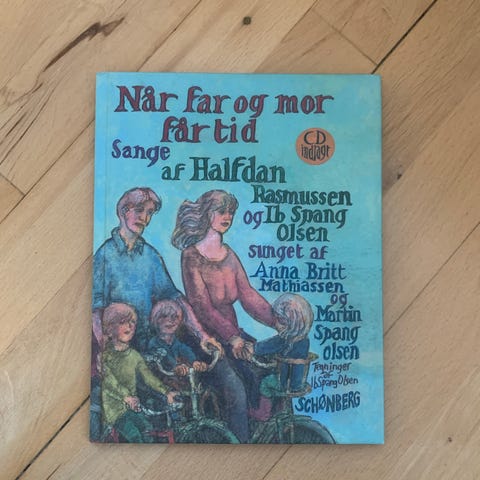 Når far og mor
får tid
CD
indlagt
Sange
af Halfdan
Rasmussen
og Ib Spang
Olsen
sunget af
Anna Britt
Mathiassen
og
Martin
Spang
olsen
Tegninger
af
Ib Spang Olsen
SCHØNBERG